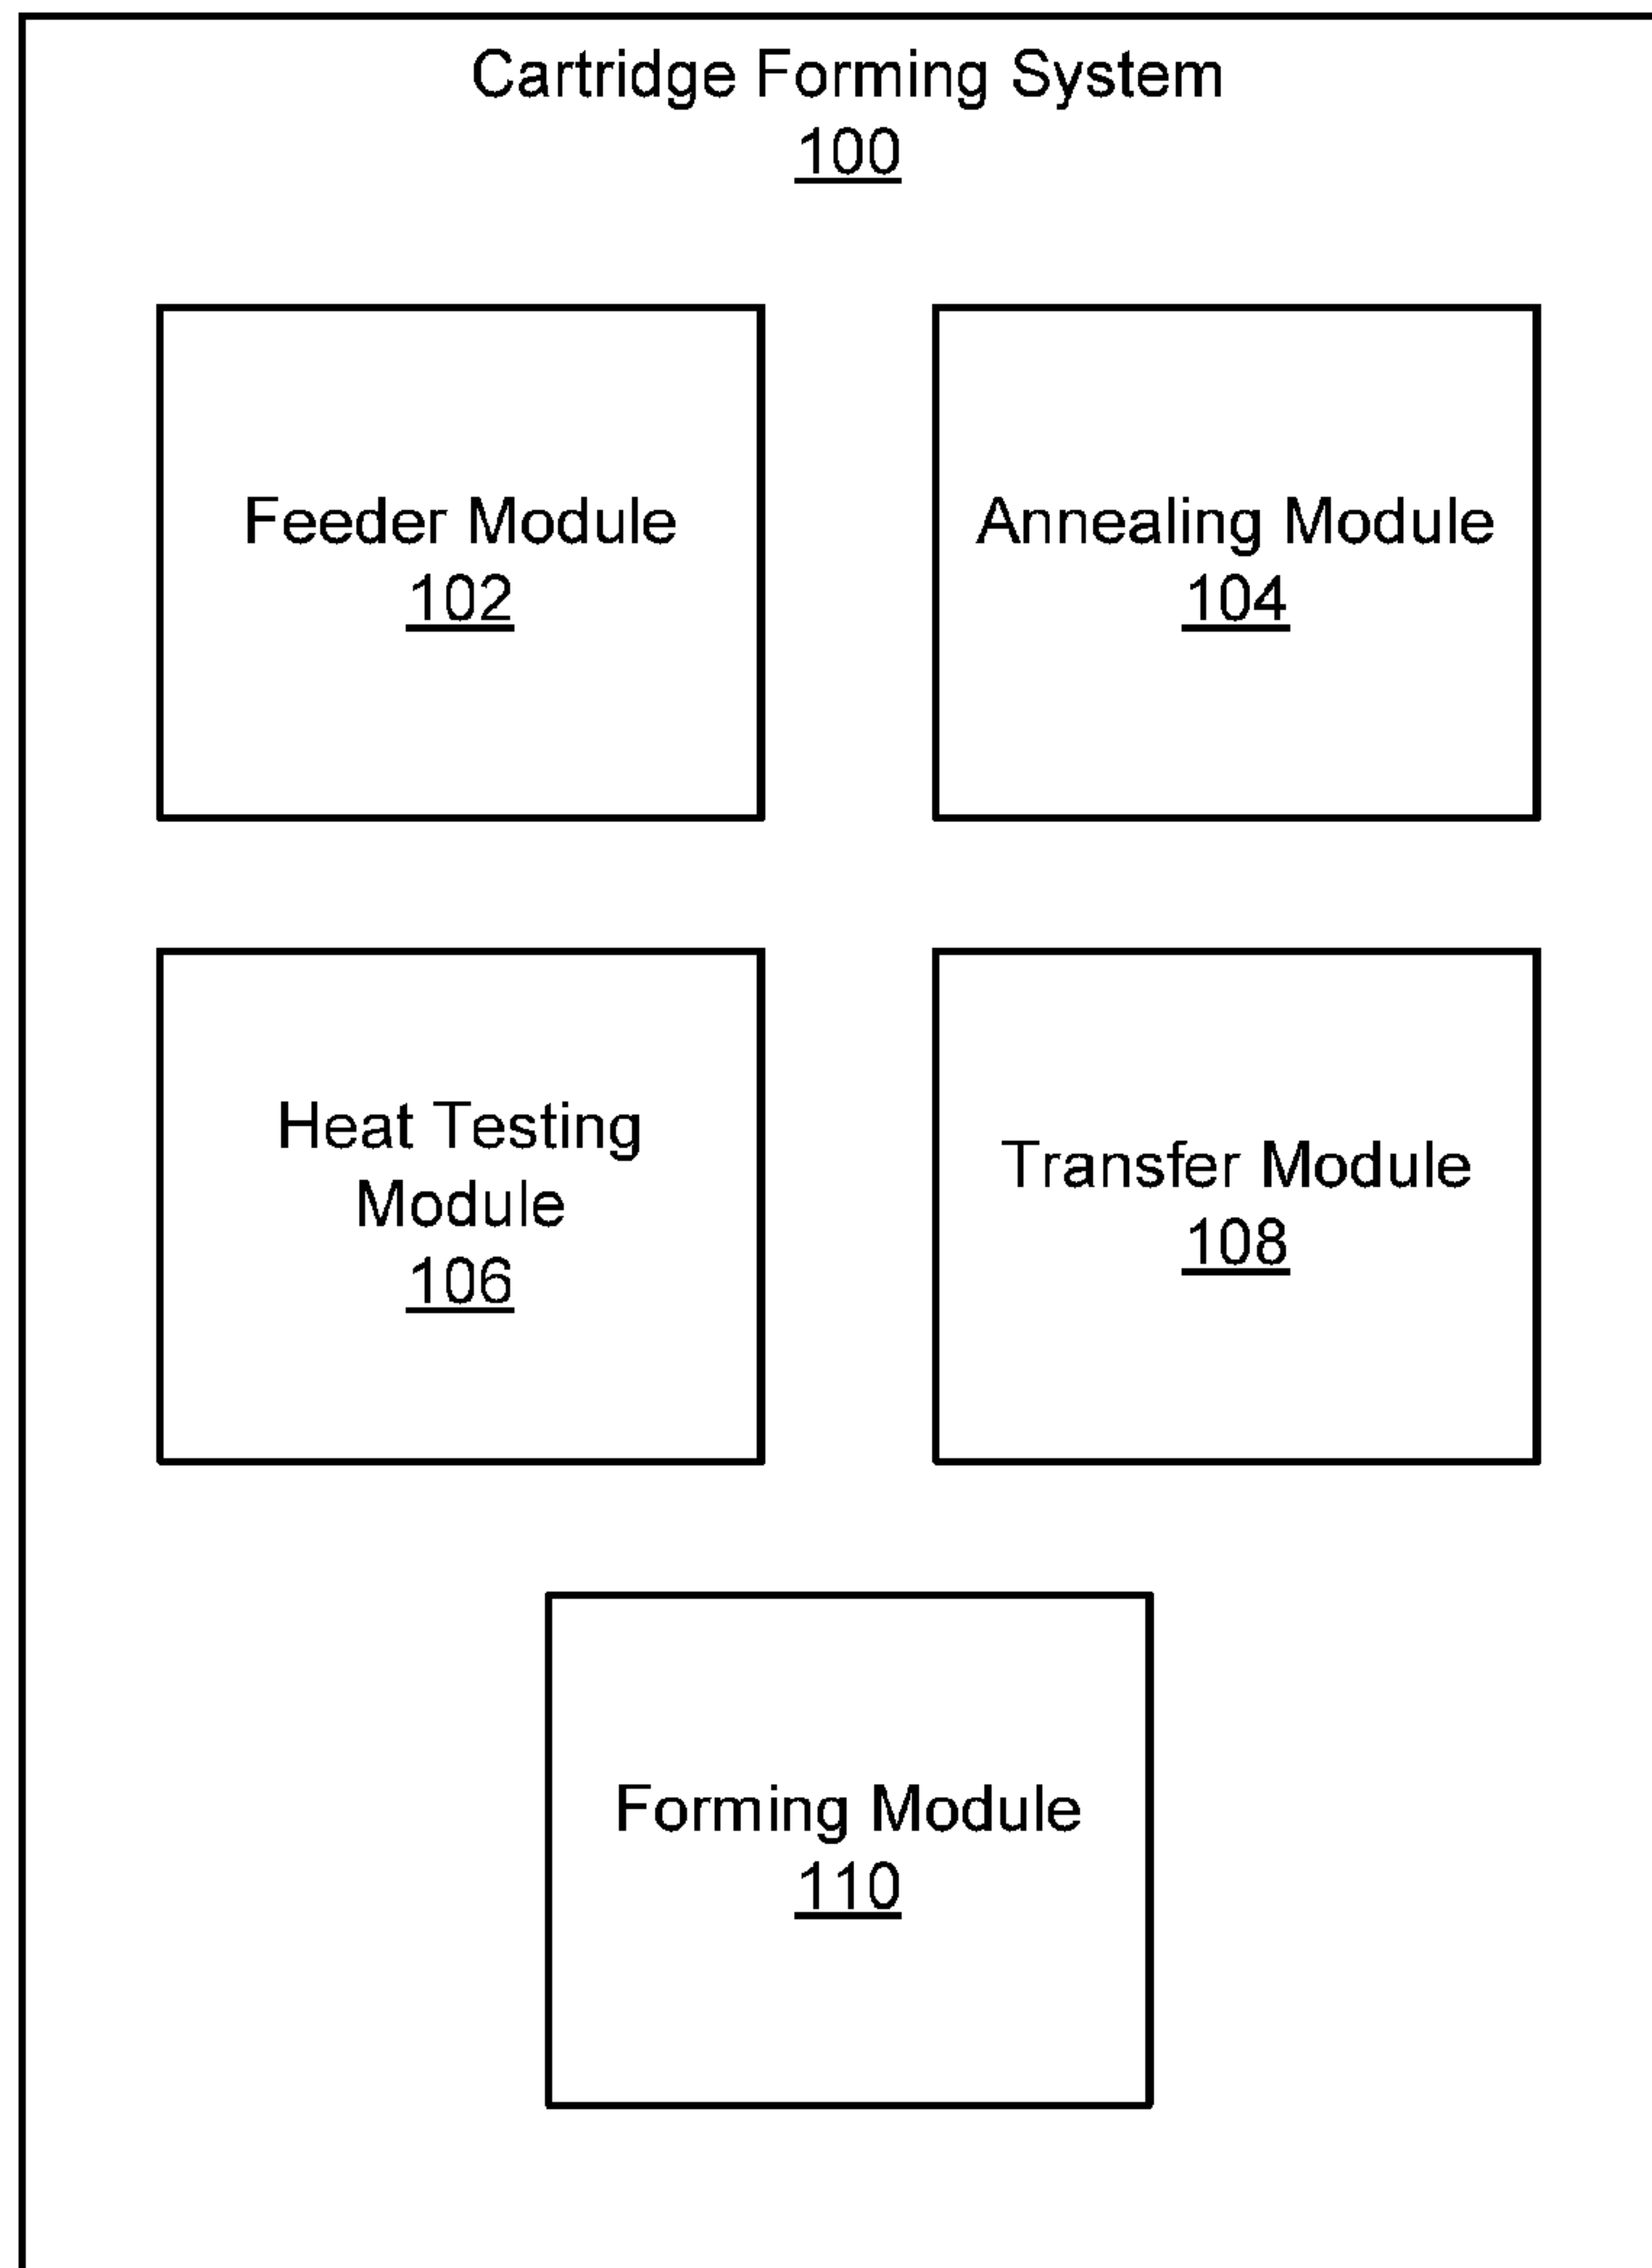 Cartridge Forming System
100
Feeder Module
102
Annealing Module
104
Heat Testing
Module
106
Transfer Module
108
Forming Module
110